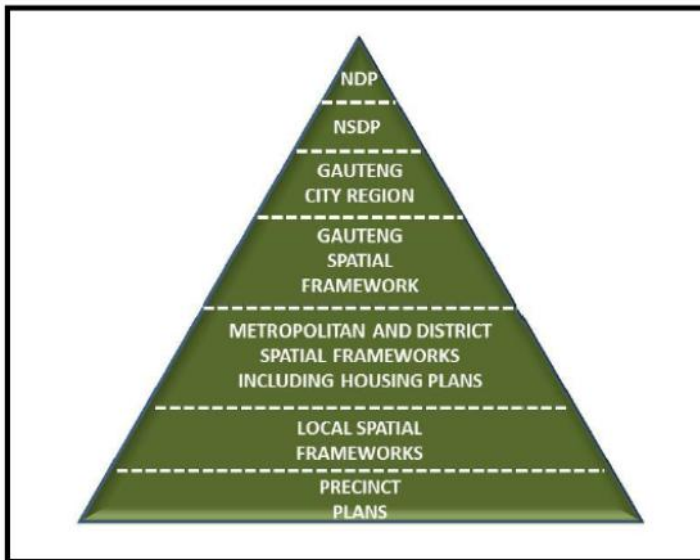 NDP
NSDP
GAUTENG
CITY REGION
GAUTENG
SPATIAL
FRAMEWORK
METROPOLITAN AND DISTRICT
SPATIAL FRAMEWORKS
INCLUDING HOUSING PLANS
LOCAL SPATIAL
FRAMEWORKS
PRECINCT
PLANS